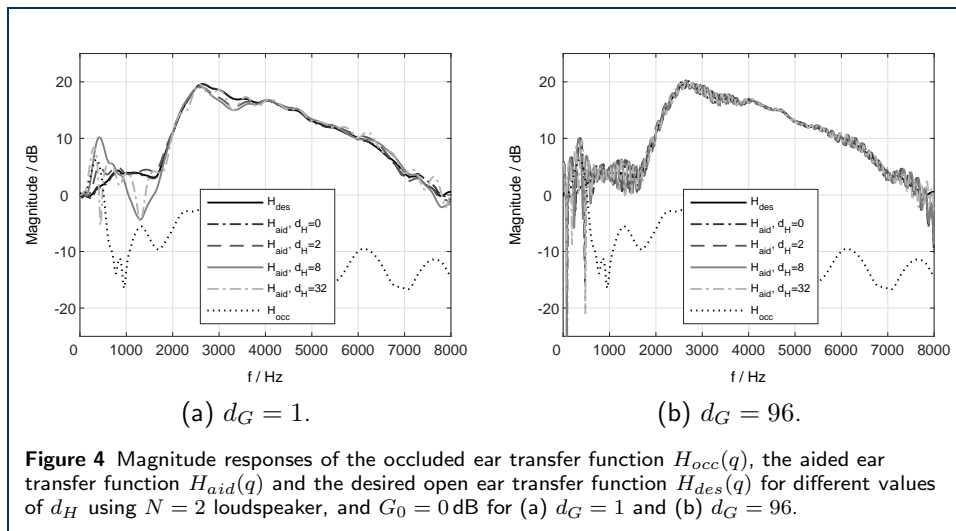 20
10
0
-10
-20
Magnitude / dB
H_des
H_aid, d_H=0
H_aid, d_H=2
H_aid, d_H=8
H_aid, d_H=32
H_occ
0 1000 2000 3000 4000 5000 6000 7000 8000
f / Hz
(a) d_G = 1.
20
10
0
-10
-20
Magnitude / dB
H_des
H_aid, d_H=0
H_aid, d_H=2
H_aid, d_H=8
H_aid, d_H=32
H_occ
0 1000 2000 3000 4000 5000 6000 7000 8000
f / Hz
(b) d_G = 96.
Figure 4 Magnitude responses of the occluded ear transfer function H_occ(q), the aided ear
transfer function H_aid(q) and the desired open ear transfer function H_des(q) for different values
of d_H using N = 2 loudspeaker, and G_0 = 0 dB for (a) d_G = 1 and (b) d_G = 96.